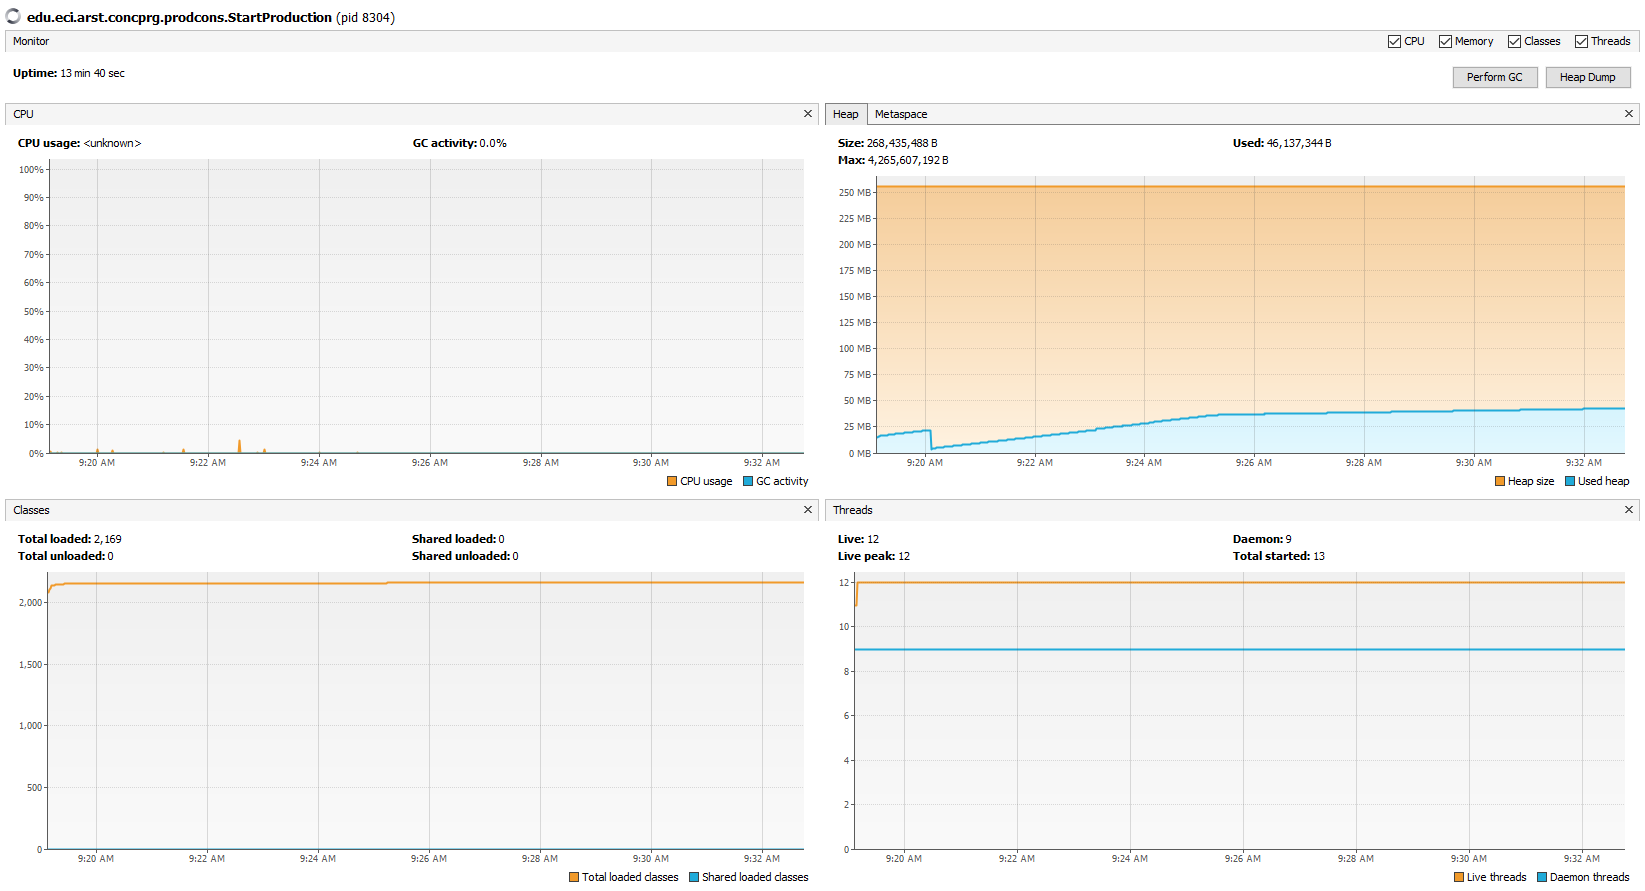 edu.eci.arst.concprg.prodcons.StartProduction (pid 8304)
Monitor
CPU Memory Classes Threads
Uptime: 13 min 40 sec
Perform GC Heap Dump
CPU
CPU usage: <unknown> GC activity: 0.0%
100%
90%
80%
70%
60%
50%
40%
30%
20%
10%
0%
9:20 AM 9:22 AM 9:24 AM 9:26 AM 9:28 AM 9:30 AM 9:32 AM
CPU usage GC activity
Heap Metaspace
Size: 268,435,488 B Used: 46,137,344 B
Max: 4,265,607,192 B
250 MB
225 MB
200 MB
175 MB
150 MB
125 MB
100 MB
75 MB
50 MB
25 MB
0 MB
9:20 AM 9:22 AM 9:24 AM 9:26 AM 9:28 AM 9:30 AM 9:32 AM
Heap size Used heap
Classes
Total loaded: 2,169 Shared loaded: 0
Total unloaded: 0 Shared unloaded: 0
2,000
1,500
1,000
500
0
9:20 AM 9:22 AM 9:24 AM 9:26 AM 9:28 AM 9:30 AM 9:32 AM
Total loaded classes Shared loaded classes
Threads
Live: 12 Daemon: 9
Live peak: 12 Total started: 13
12
10
8
6
4
2
0
9:20 AM 9:22 AM 9:24 AM 9:26 AM 9:28 AM 9:30 AM 9:32 AM
Live threads Daemon threads